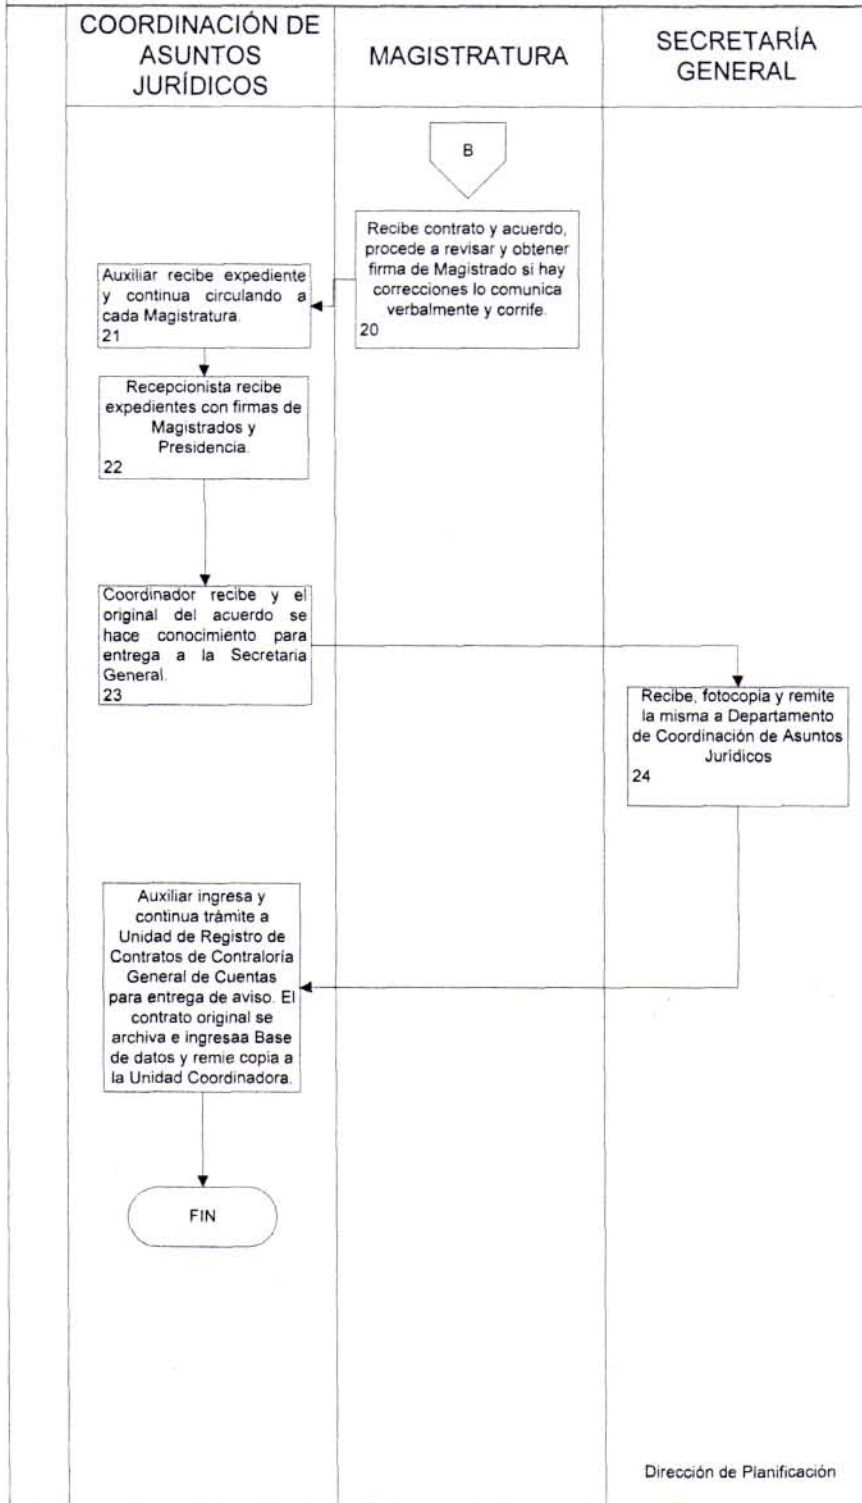 COORDINACIÓN DE
ASUNTOS
JURÍDICOS
MAGISTRATURA
SECRETARÍA
GENERAL
B
Recibe contrato y acuerdo,
procede a revisar y obtener
firma de Magistrado si hay
correcciones lo comunica
verbalmente y corrife.
20
Auxiliar recibe expediente
y continua circulando a
cada Magistratura.
21
Recepcionista recibe
expedientes con firmas de
Magistrados y
Presidencia.
22
Coordinador recibe y el
original del acuerdo se
hace conocimiento para
entrega a la Secretaria
General.
23
Recibe, fotocopia y remite
la misma a Departamento
de Coordinación de Asuntos
Jurídicos
24
Auxiliar ingresa y
continua trámite a
Unidad de Registro de
Contratos de Contraloría
General de Cuentas
para entrega de aviso. El
contrato original se
archiva e ingresaa Base
de datos y remie copia a
la Unidad Coordinadora.
FIN
Dirección de Planificación